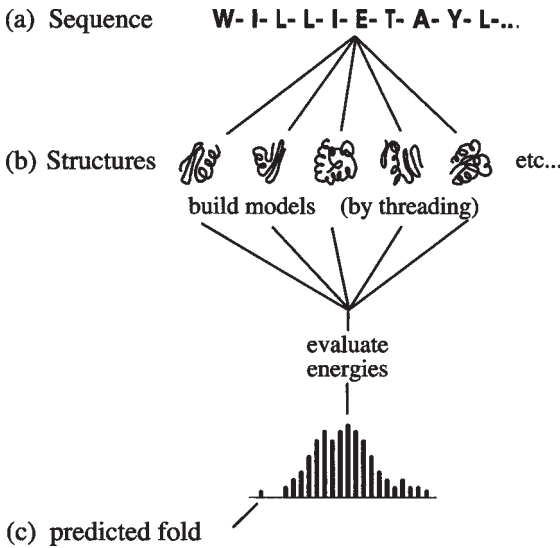 (a) Sequence W- I- L- L- I- E- T- A- Y- L-...
(b) Structures etc...
build models (by threading)
evaluate
energies
(c) predicted fold